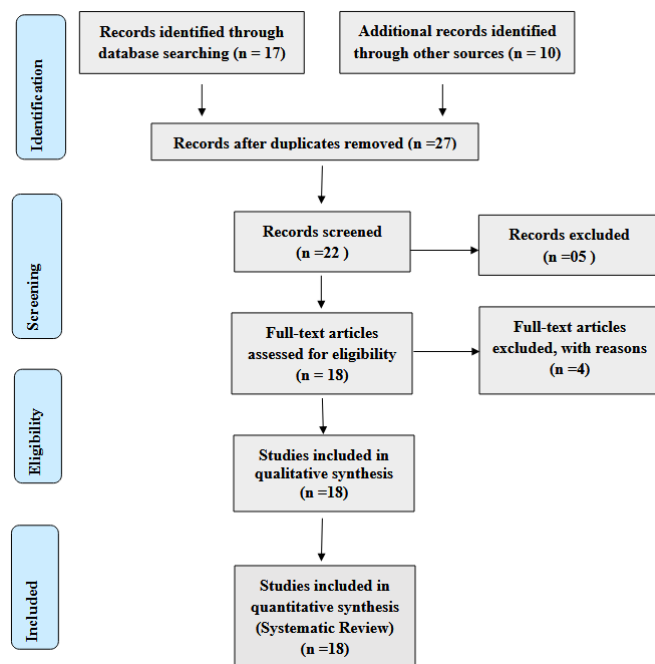 Identification
Records identified through
database searching (n = 17)
Additional records identified
through other sources (n = 10)
Records after duplicates removed (n =27)
Screening
Records screened
(n =22 )
Records excluded
(n =05 )
Full-text articles
assessed for eligibility
(n = 18)
Full-text articles
excluded, with reasons
(n =4)
Eligibility
Studies included in
qualitative synthesis
(n =18)
Included
Studies included in
quantitative synthesis
(Systematic Review)
(n =18)